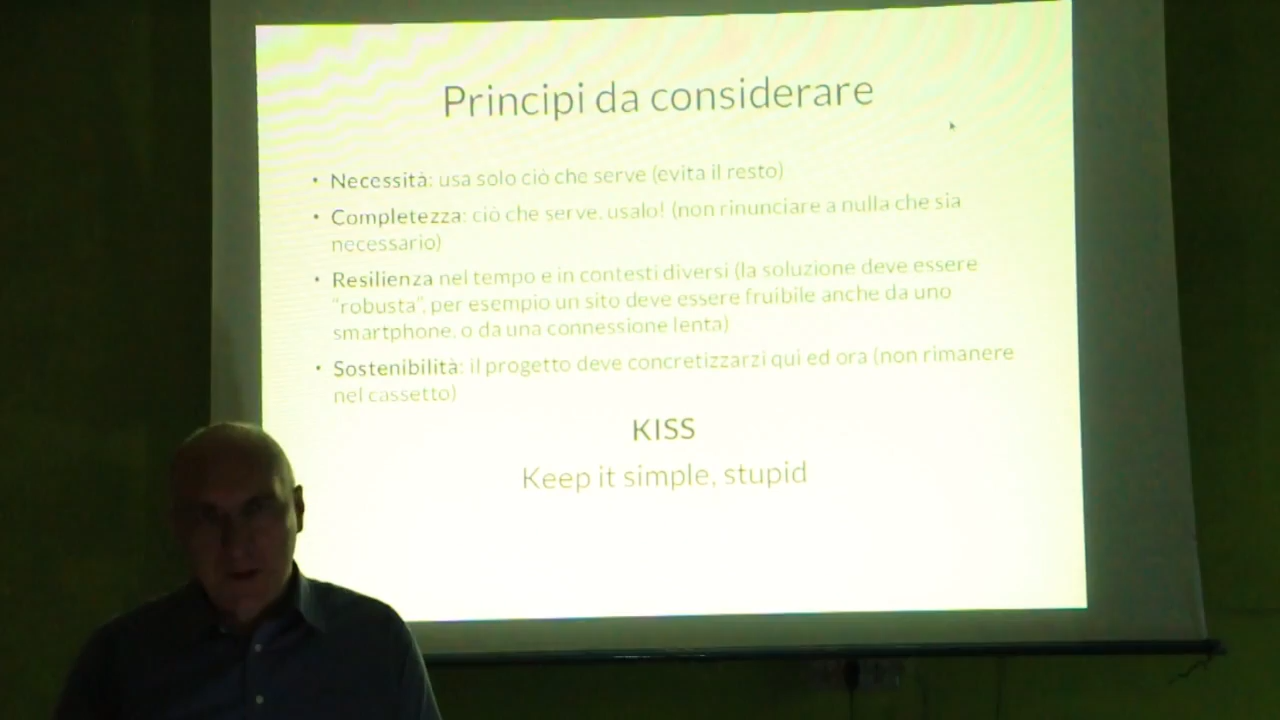 Principi da considerare
• Necessità: usa solo ciò che serve (evita il resto)
• Completezza: ciò che serve, usalo! (non rinunciare a nulla che sia
necessario)
• Resilienza nel tempo e in contesti diversi (la soluzione deve essere
"robusta", per esempio un sito deve essere fruibile anche da uno
smartphone, o da una connessione lenta)
• Sostenibilità: il progetto deve concretizzarzi qui ed ora (non rimanere
nel cassetto)
KISS
Keep it simple, stupid